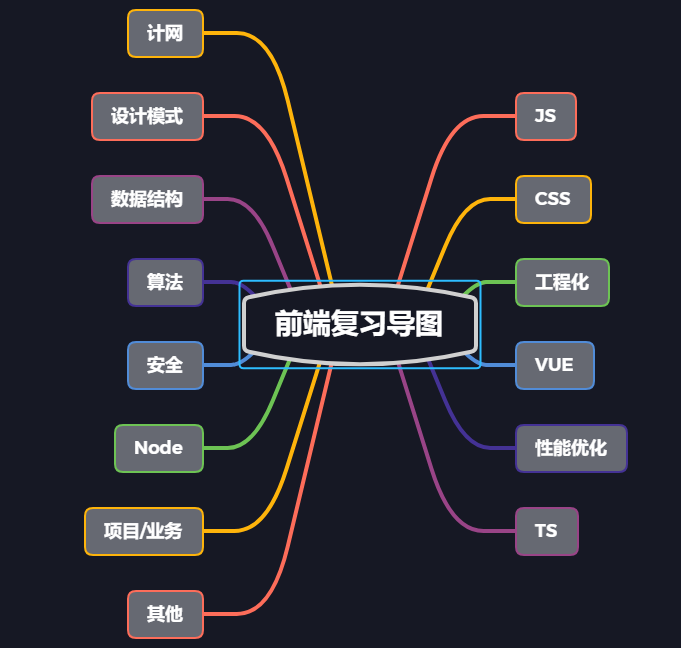 前端复习导图
JS
CSS
工程化
VUE
性能优化
TS
计网
设计模式
数据结构
算法
安全
Node
项目/业务
其他